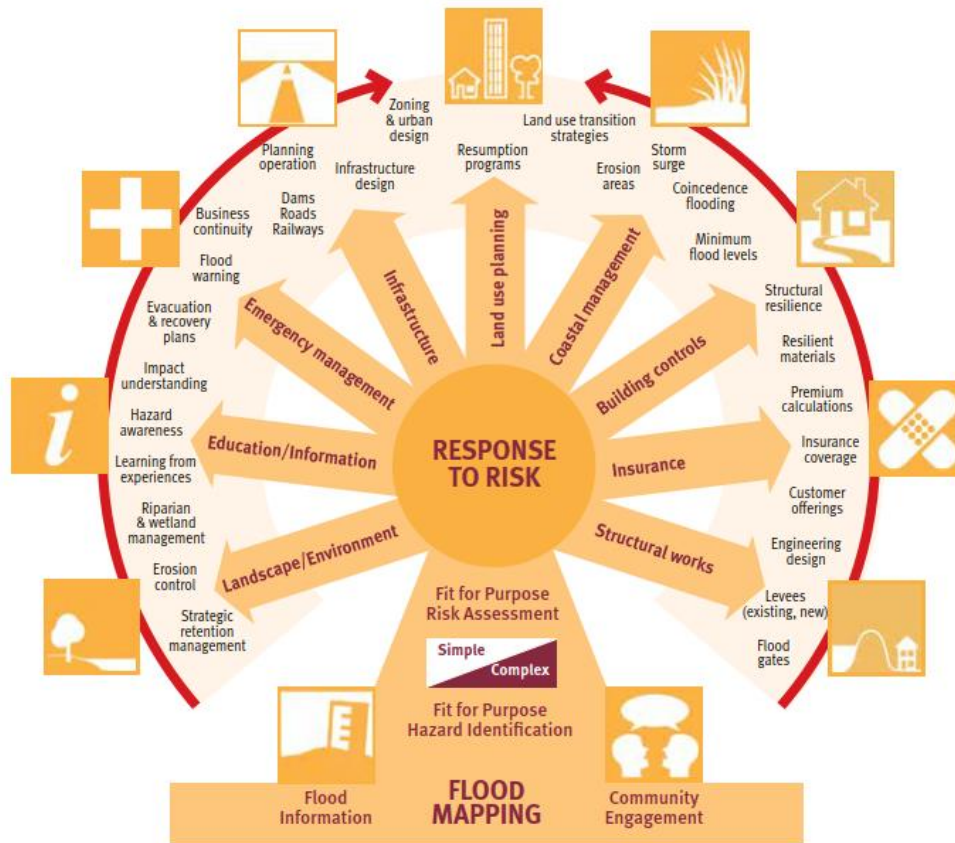 Zoning
& urban
design
Land use transition
strategies
Planning
operation
Infrastructure
design
Resumption
programs
Erosion
areas
Storm
surge
Business
continuity
Dams
Roads
Railways
Coincedence
flooding
Flood
warning
Minimum
flood levels
Evacuation
& recovery
plans
Structural
resilience
Impact
understanding
Resilient
materials
Hazard
awareness
Premium
calculations
Learning from
experiences
Insurance
coverage
Riparian
& wetland
management
Customer
offerings
Erosion
control
Engineering
design
Strategic
retention
management
Levees
(existing, new)
Flood
gates
Landscape/Environment
Education/Information
Emergency management
Infrastructure
Land use planning
Coastal management
Building controls
Insurance
Structural works
i
RESPONSE
TO RISK
Fit for Purpose
Risk Assessment
Simple
Complex
Fit for Purpose
Hazard Identification
Flood
Information
FLOOD
MAPPING
Community
Engagement